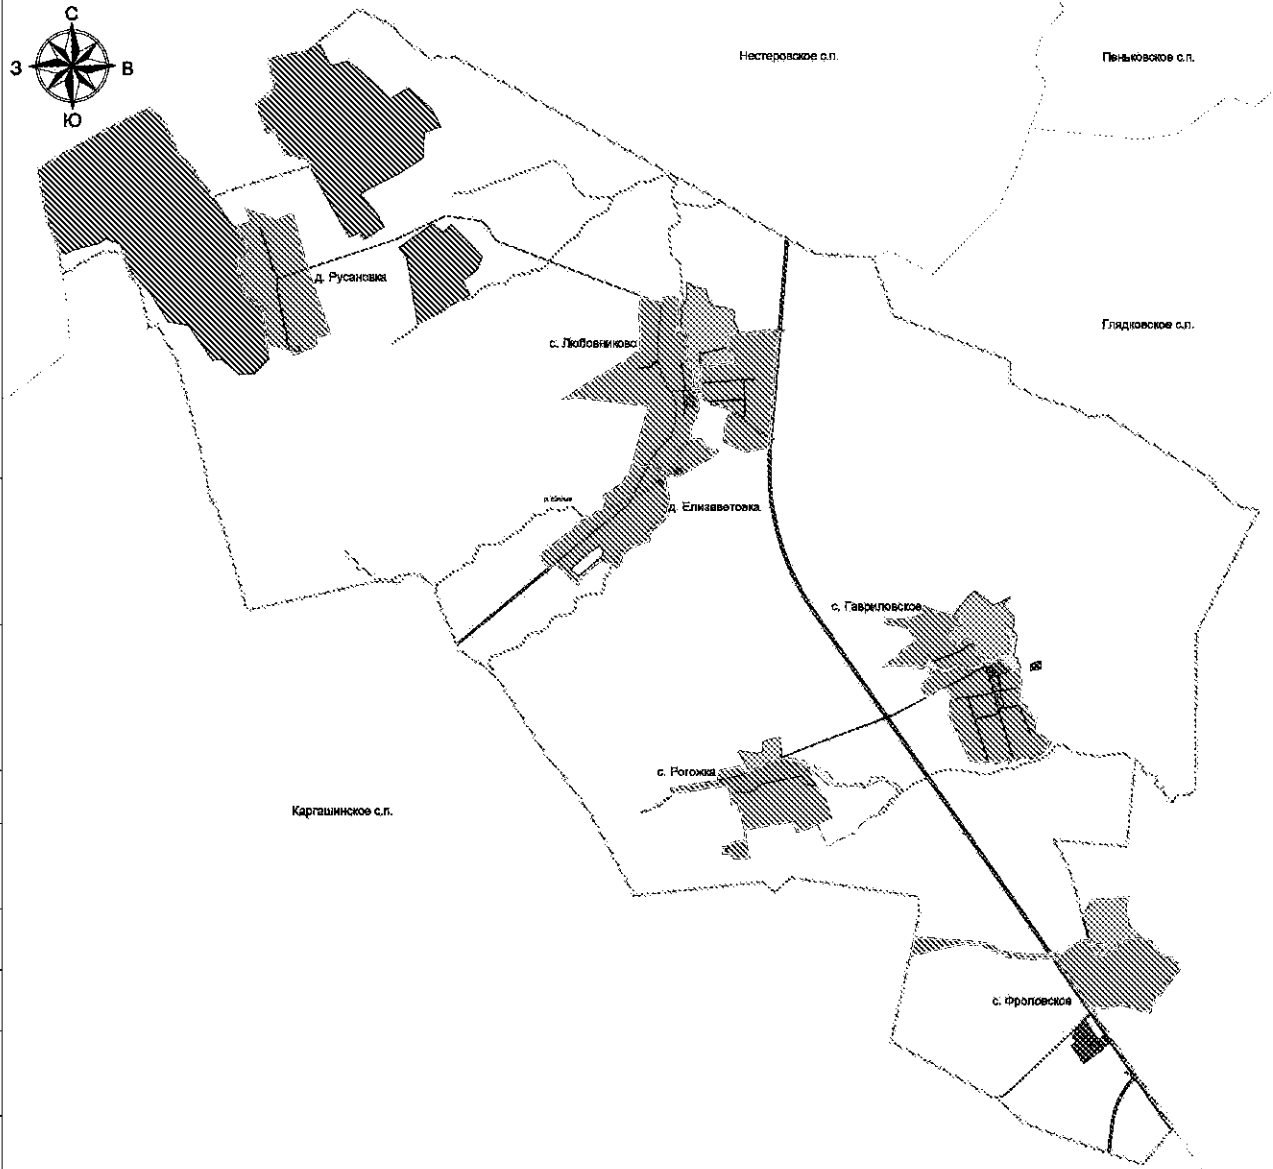 С
З
В
Ю
Нестеровское с.п.
Пеньковское с.п.
д. Русановка
Глядковское с.п.
с. Любовниково
д. Елизаветовка
с. Гавриловское
с. Рогожка
Каргашинское с.п.
с. Фроловское